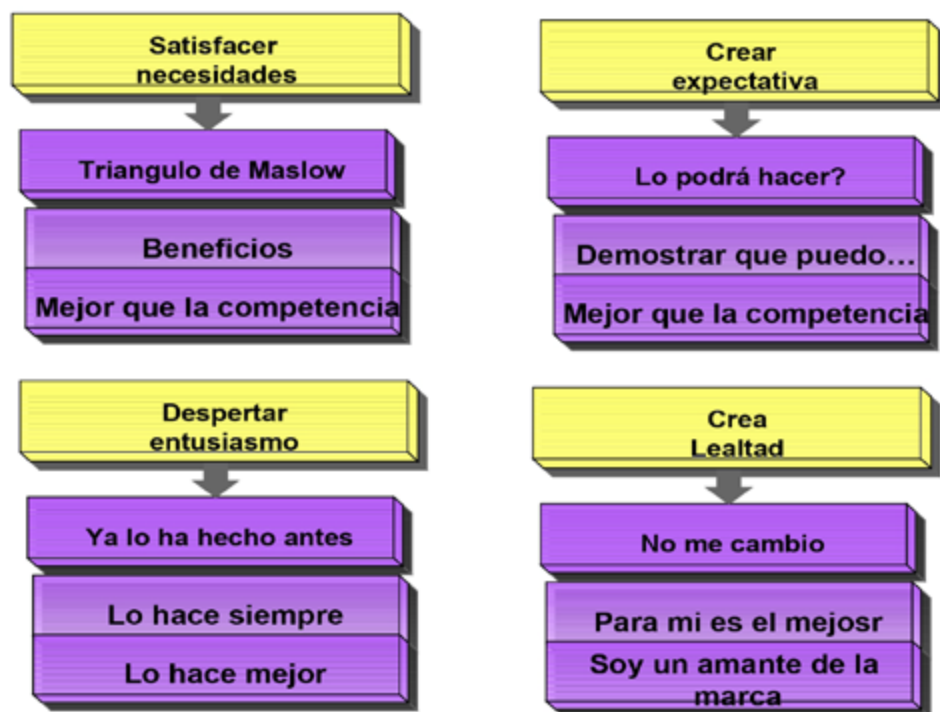 Satisfacer
necesidades
Triangulo de Maslow
Beneficios
Mejor que la competencia
Crear
expectativa
Lo podrá hacer?
Demostrar que puedo...
Mejor que la competencia
Despertar
entusiasmo
Ya lo ha hecho antes
Lo hace siempre
Lo hace mejor
Crea
Lealtad
No me cambio
Para mi es el mejosr
Soy un amante de la
marca